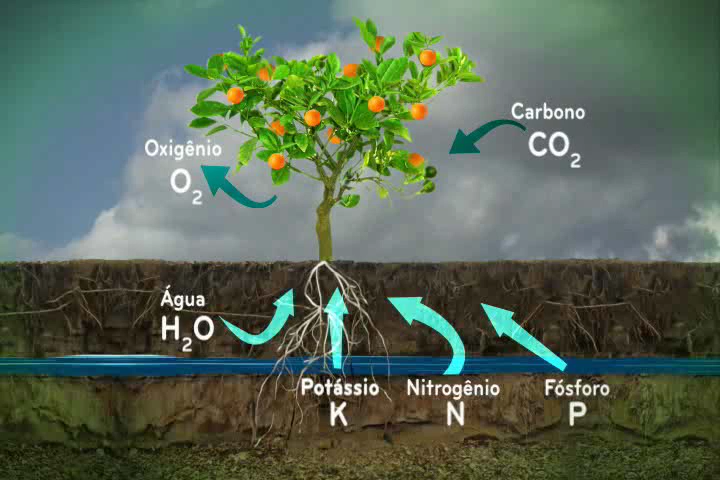 Carbono
CO₂
Oxigênio
O₂
Água
H₂O
Potássio
K
Nitrogênio
N
Fósforo
P